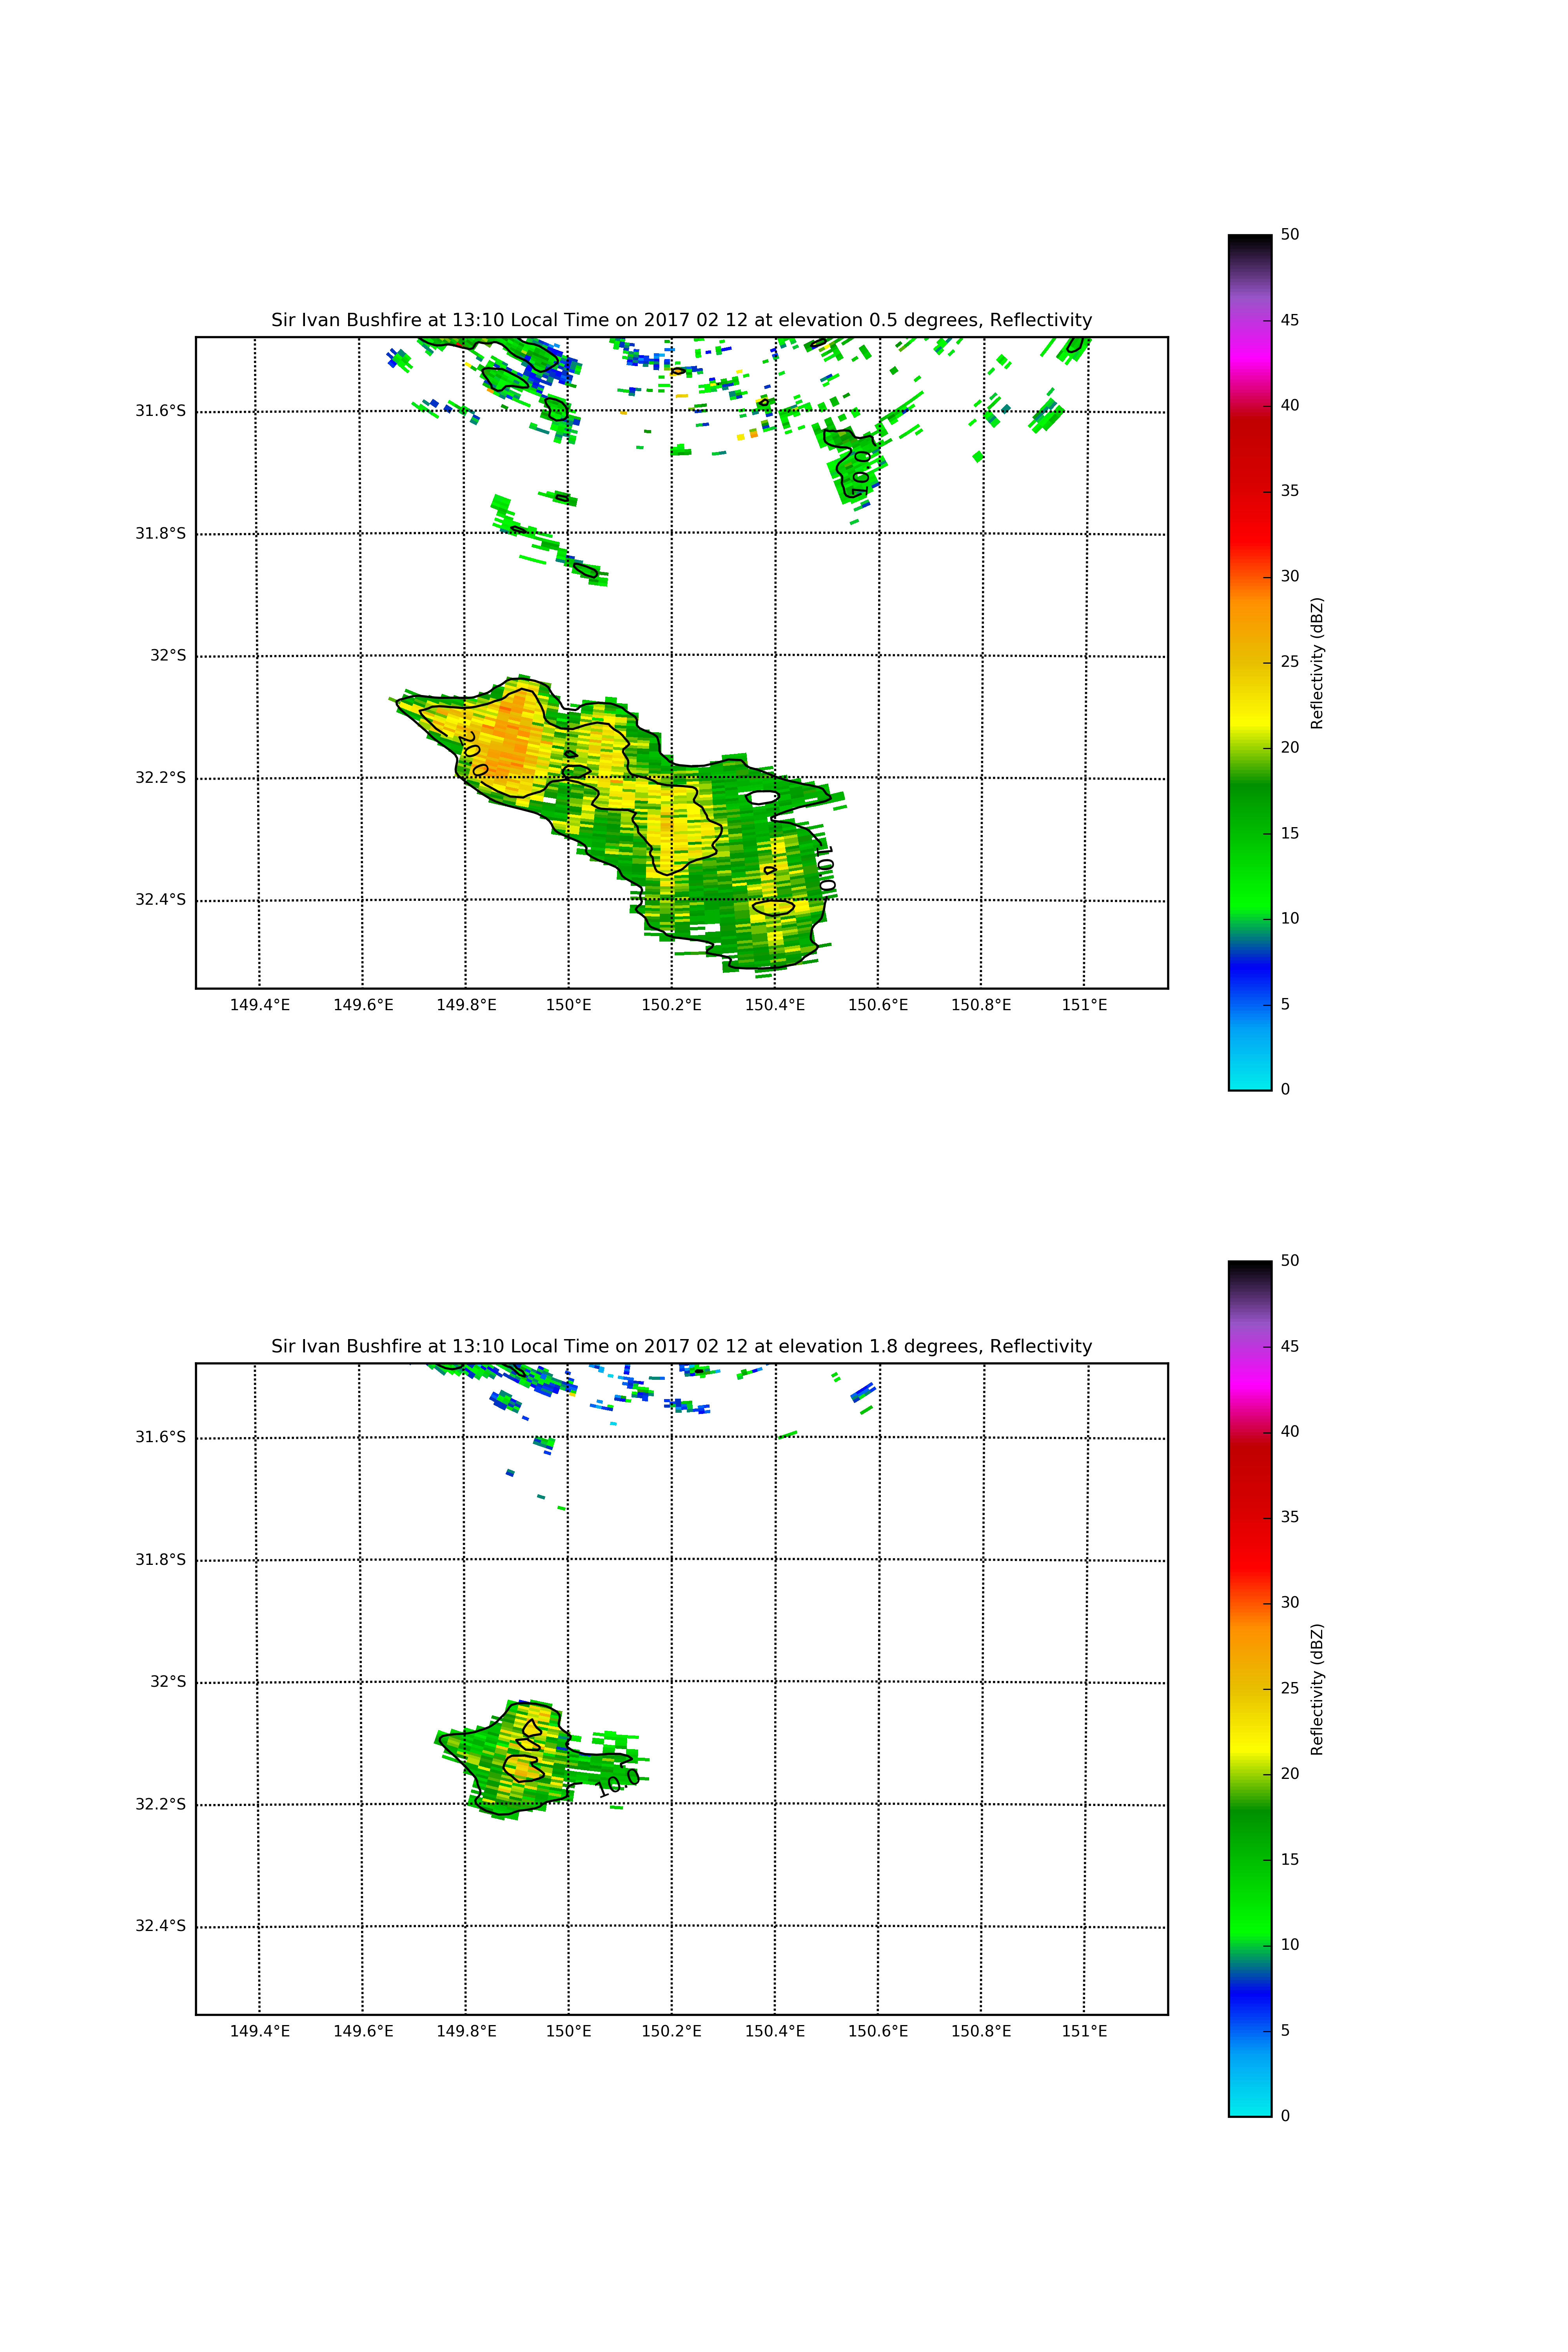 Sir Ivan Bushfire at 13:10 Local Time on 2017 02 12 at elevation 0.5 degrees, Reflectivity
31.6°S
31.8°S
32°S
32.2°S
32.4°S
149.4°E 149.6°E 149.8°E 150°E 150.2°E 150.4°E 150.6°E 150.8°E 151°E
10.0
20.0
10.0
50
45
40
35
30
25
20
15
10
5
0
Reflectivity (dBZ)
Sir Ivan Bushfire at 13:10 Local Time on 2017 02 12 at elevation 1.8 degrees, Reflectivity
31.6°S
31.8°S
32°S
32.2°S
32.4°S
149.4°E 149.6°E 149.8°E 150°E 150.2°E 150.4°E 150.6°E 150.8°E 151°E
10.0
50
45
40
35
30
25
20
15
10
5
0
Reflectivity (dBZ)